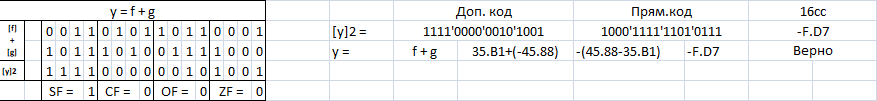 y = f + g Доп. код Прям.код 16сс
[f] 0 0 1 1 0 1 0 1 1 0 1 1 0 0 0 1 [y]2 = 1111'0000'0010'1001 1000'1111'1101'0111 -F.D7
+
[g] 1 0 1 1 1 0 1 0 0 1 1 1 1 0 0 0 y = f + g 35.B1+(-45.88) -(45.88-35.B1) -F.D7 Верно
[y]2 1 1 1 1 0 0 0 0 0 0 1 0 1 0 0 1
SF = 1 CF = 0 OF = 0 ZF = 0